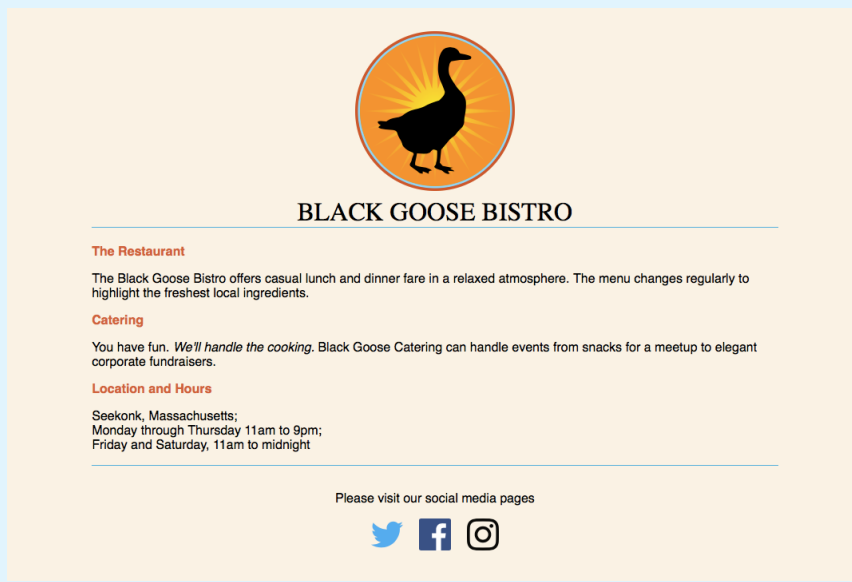 BLACK GOOSE BISTRO
The Restaurant
The Black Goose Bistro offers casual lunch and dinner fare in a relaxed atmosphere. The menu changes regularly to
highlight the freshest local ingredients.
Catering
You have fun. We'll handle the cooking. Black Goose Catering can handle events from snacks for a meetup to elegant
corporate fundraisers.
Location and Hours
Seekonk, Massachusetts;
Monday through Thursday 11am to 9pm;
Friday and Saturday, 11am to midnight
Please visit our social media pages